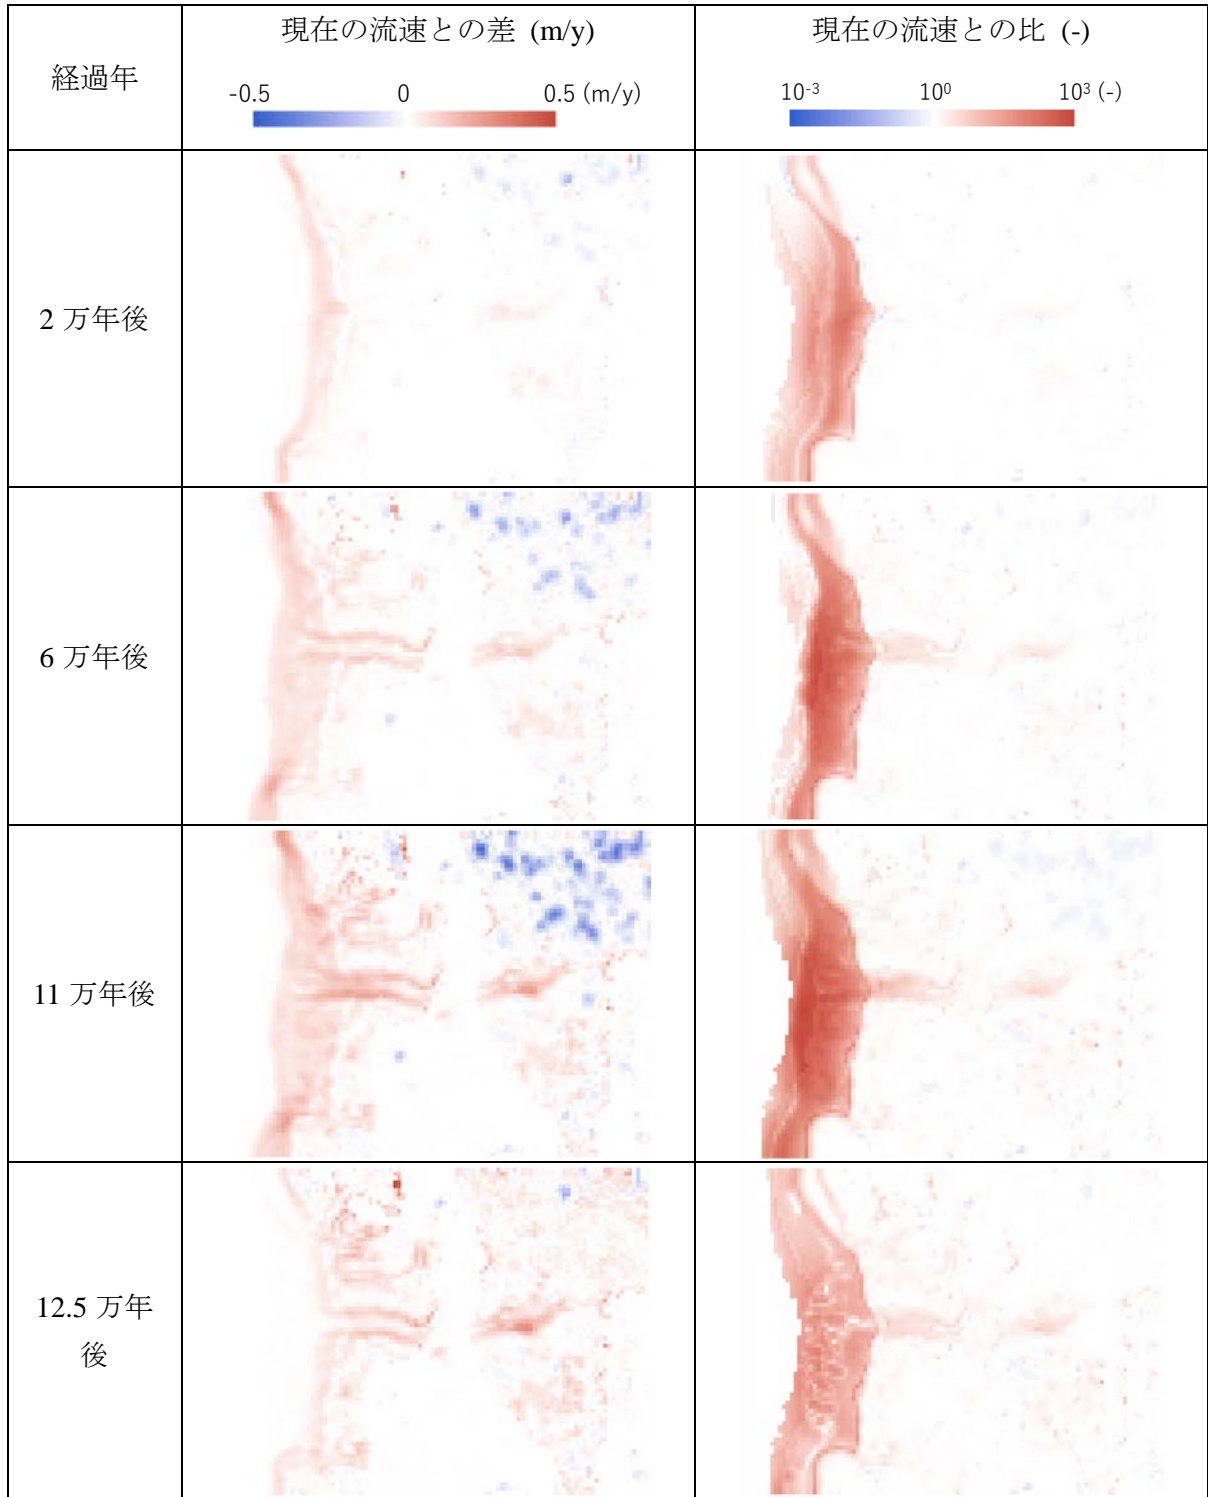 経過年
現在の流速との差 (m/y)
-0.5 0 0.5 (m/y)
現在の流速との比 (-)
10⁻³ 10⁰ 10³ (-)
2 万年後
6 万年後
11 万年後
12.5 万年
後